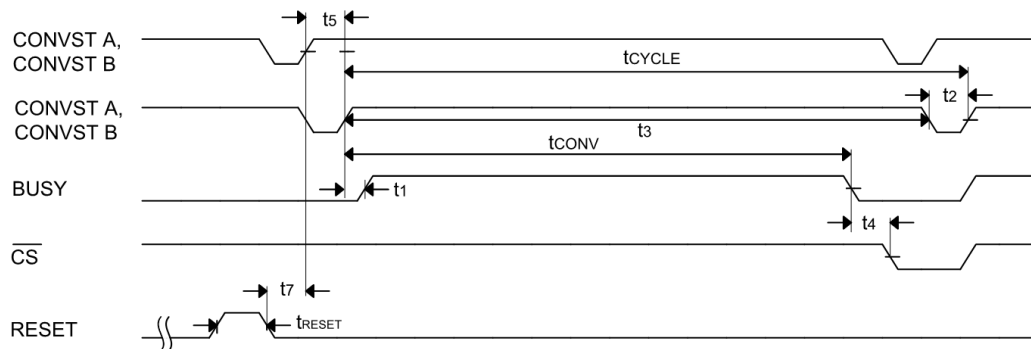 t5
CONVST A,
CONVST B
tCYCLE
t2
CONVST A,
CONVST B
t3
tCONV
BUSY
t1
t4
CS
t7
RESET
tRESET